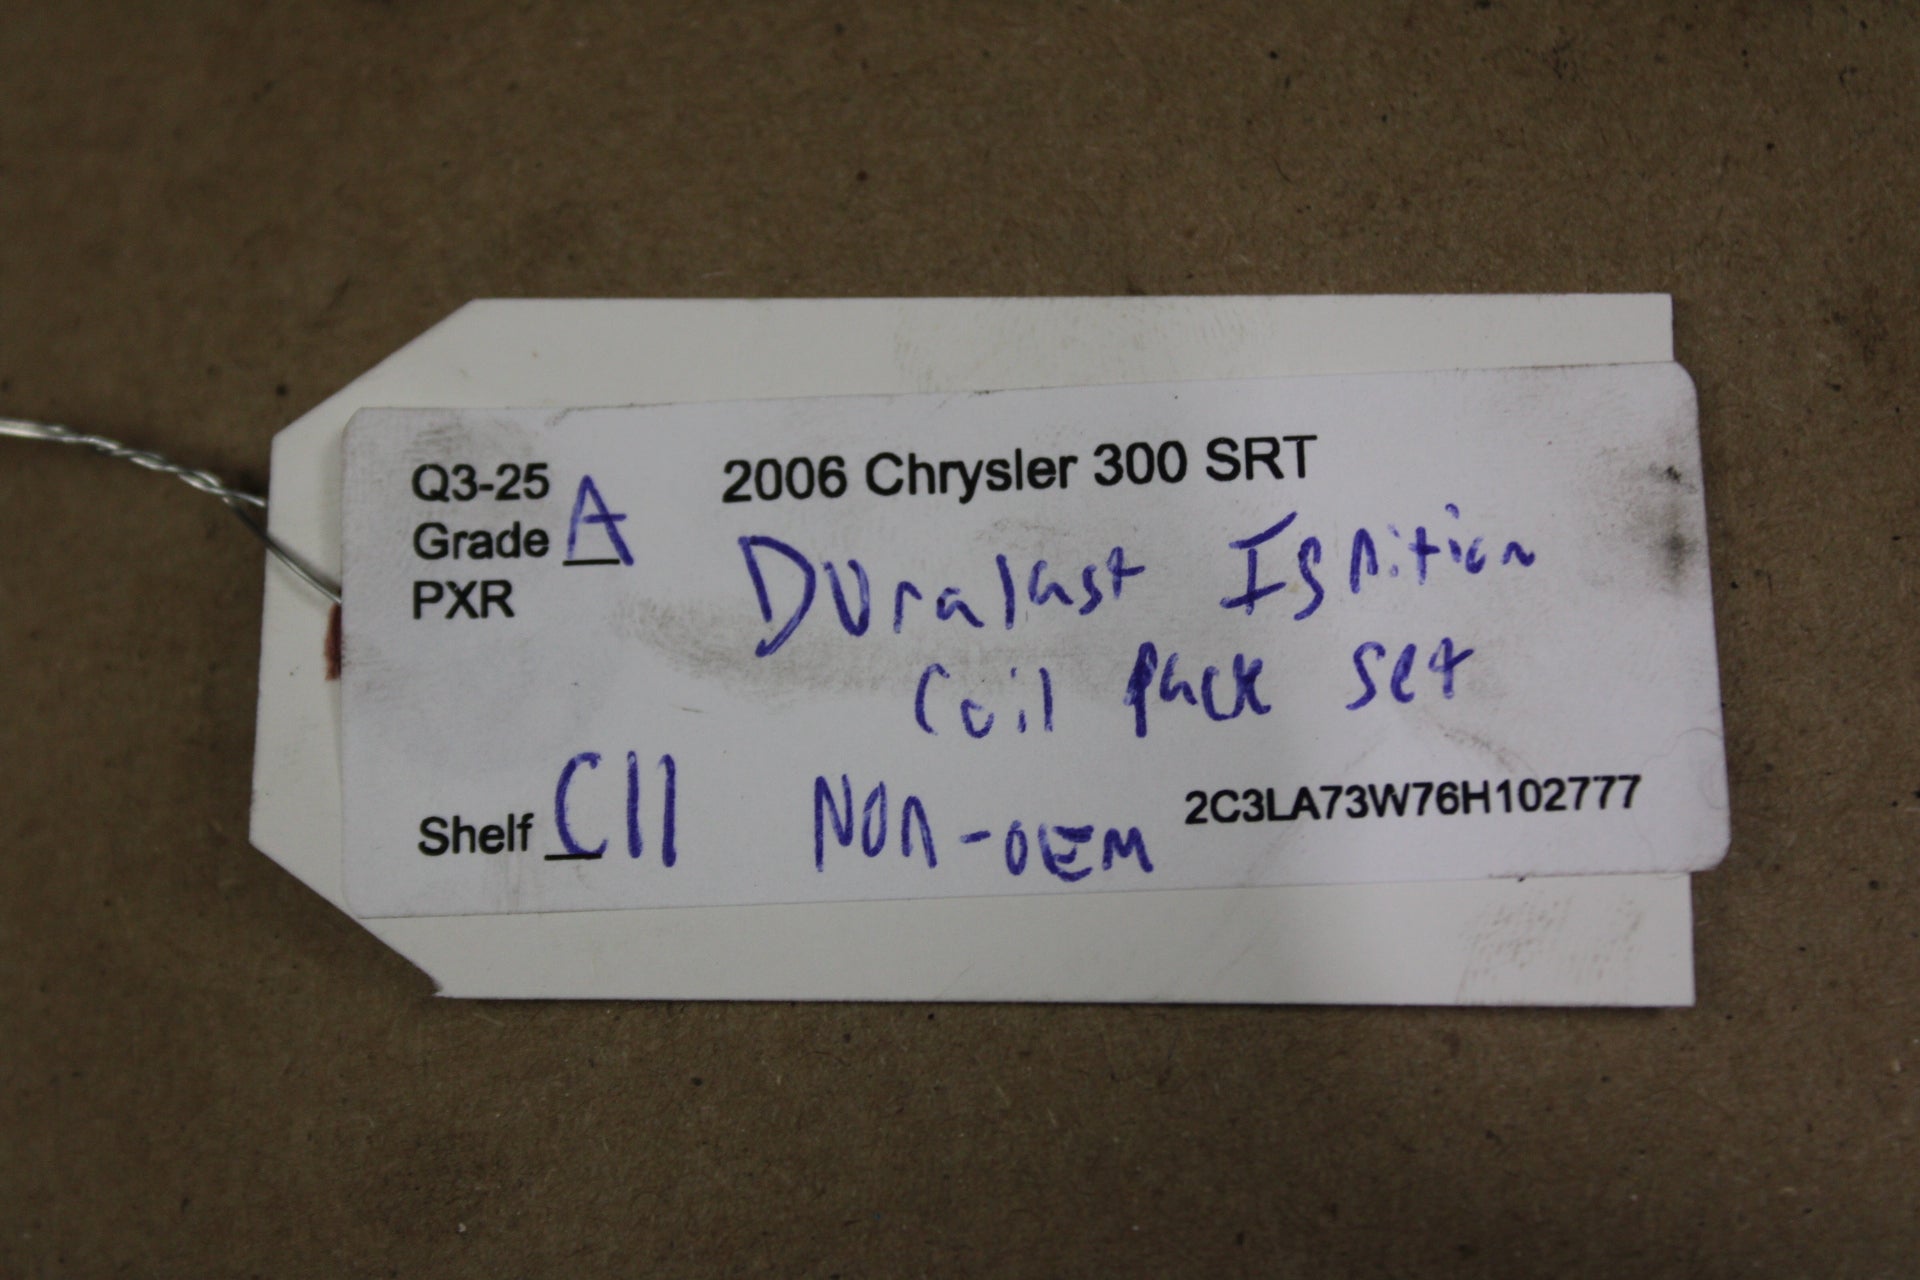 Q3-25
Grade A
PXR
2006 Chrysler 300 SRT
Duralast Ignition
Coil Pack Set
Shelf C11
Non-OEM
2C3LA73W76H102777